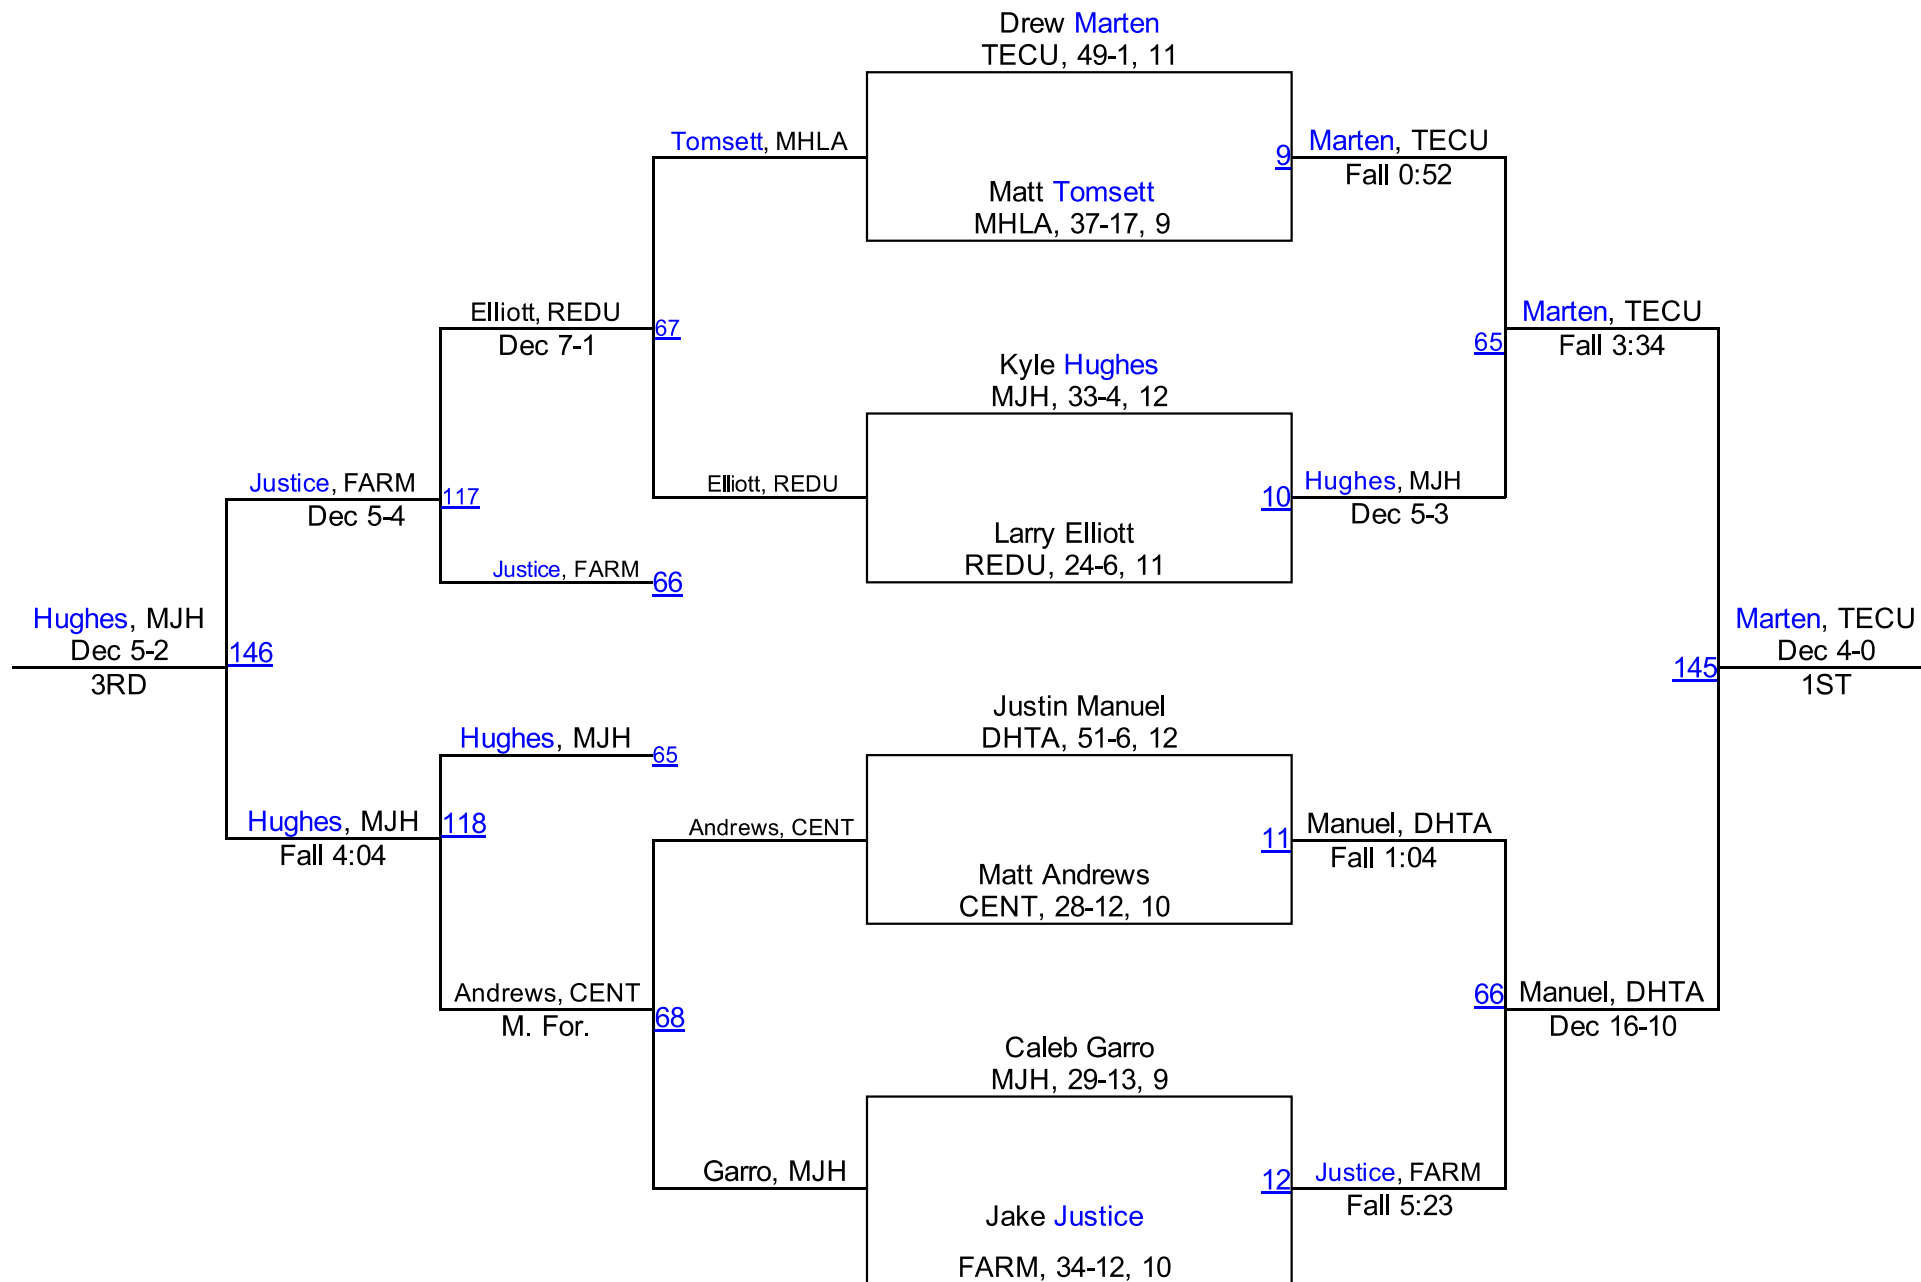 Drew Marten
TECU, 49-1, 11
Tomsett, MHLA
9
Marten, TECU
Fall 0:52
Matt Tomsett
MHLA, 37-17, 9
Elliott, REDU
Dec 7-1
67
Marten, TECU
Fall 3:34
65
Kyle Hughes
MJH, 33-4, 12
Justice, FARM
Dec 5-4
117
Elliott, REDU
10
Hughes, MJH
Dec 5-3
Larry Elliott
REDU, 24-6, 11
Justice, FARM
66
Hughes, MJH
Dec 5-2
3RD
146
145
Marten, TECU
Dec 4-0
1ST
Justin Manuel
DHTA, 51-6, 12
Hughes, MJH
65
Hughes, MJH
Fall 4:04
118
Andrews, CENT
11
Manuel, DHTA
Fall 1:04
Matt Andrews
CENT, 28-12, 10
Andrews, CENT
M. For.
68
66
Manuel, DHTA
Dec 16-10
Caleb Garro
MJH, 29-13, 9
Garro, MJH
12
Justice, FARM
Fall 5:23
Jake Justice
FARM, 34-12, 10